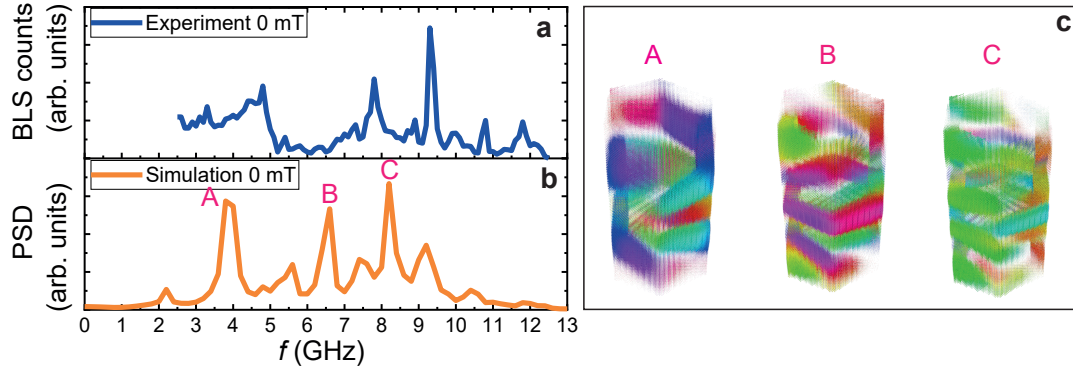 Experiment 0 mT
a
BLS counts
(arb. units)
Simulation 0 mT
b
A
B
C
PSD
(arb. units)
0 1 2 3 4 5 6 7 8 9 10 11 12 13
f (GHz)
c
A B C